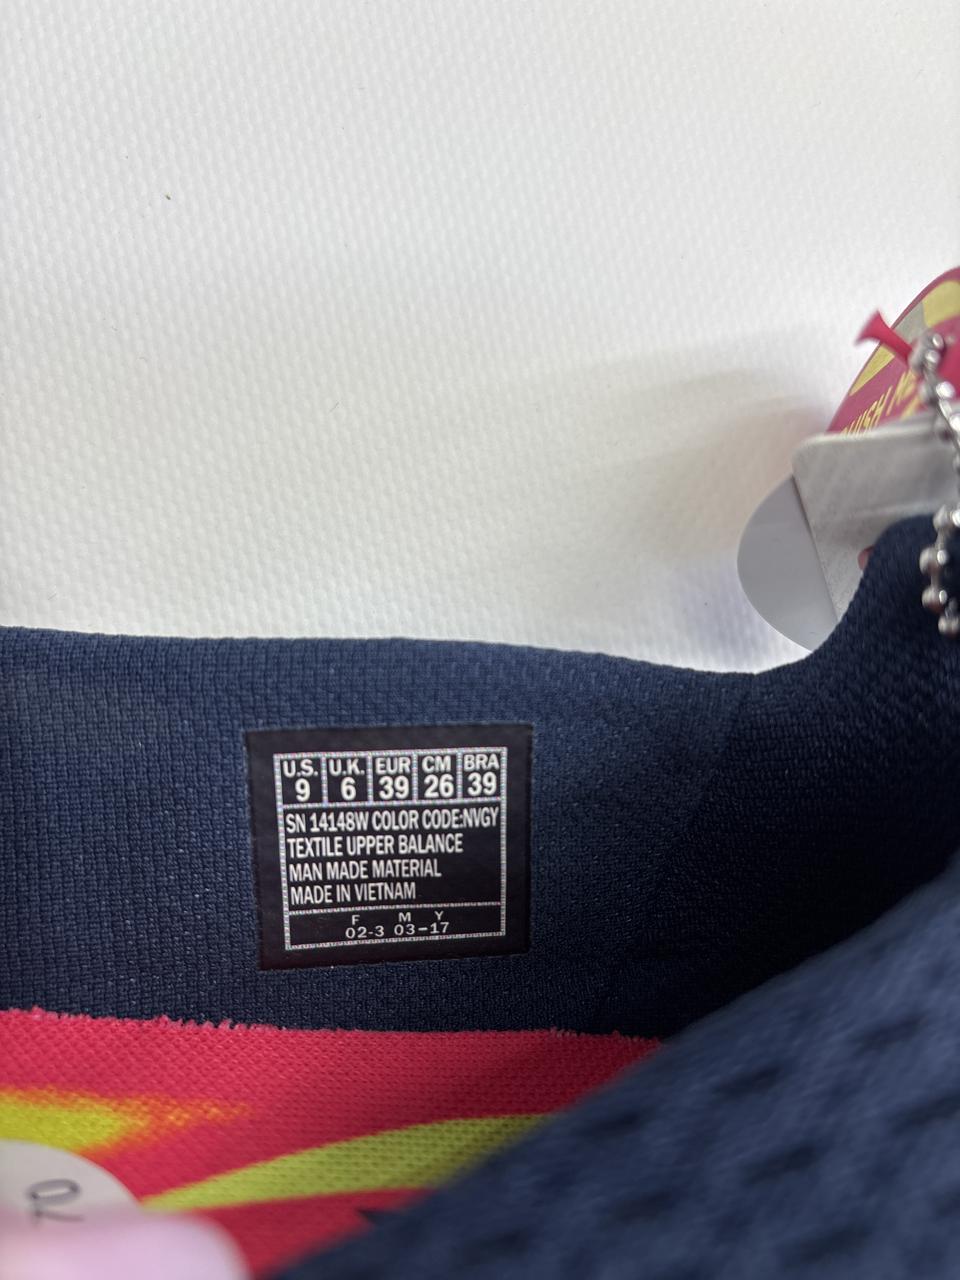 U.S. U.K. EUR CM BRA
9 6 39 26 39
SN 14148W COLOR CODE:NVGY
TEXTILE UPPER BALANCE
MAN MADE MATERIAL
MADE IN VIETNAM
F M Y
02-3 03-17